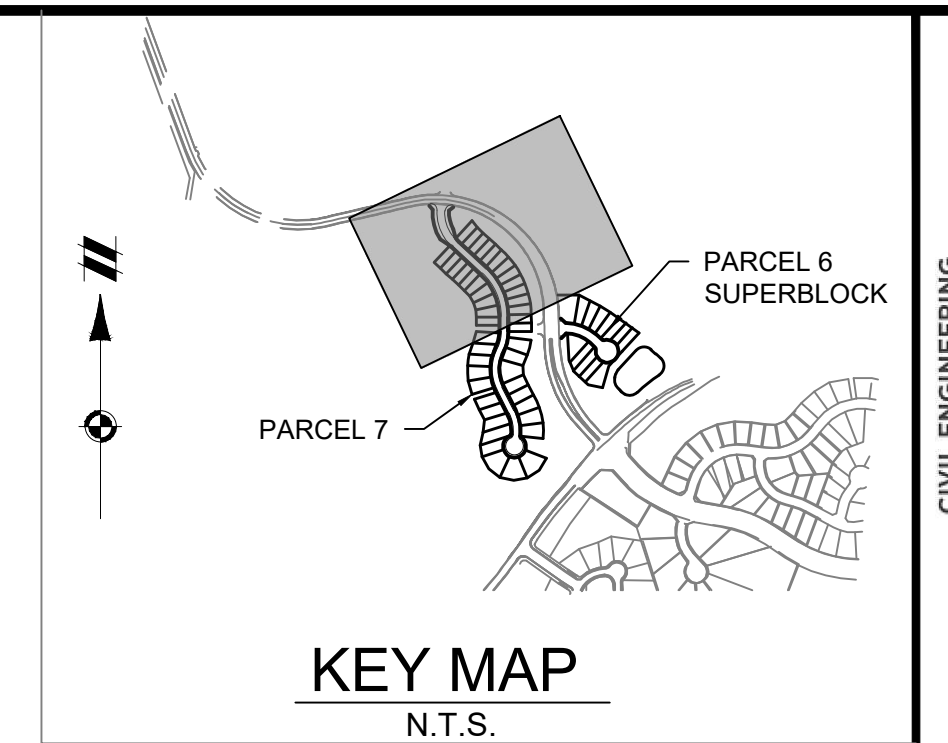 PARCEL 6
SUPERBLOCK
PARCEL 7
KEY MAP
N.T.S.
CIVIL ENGINEERING